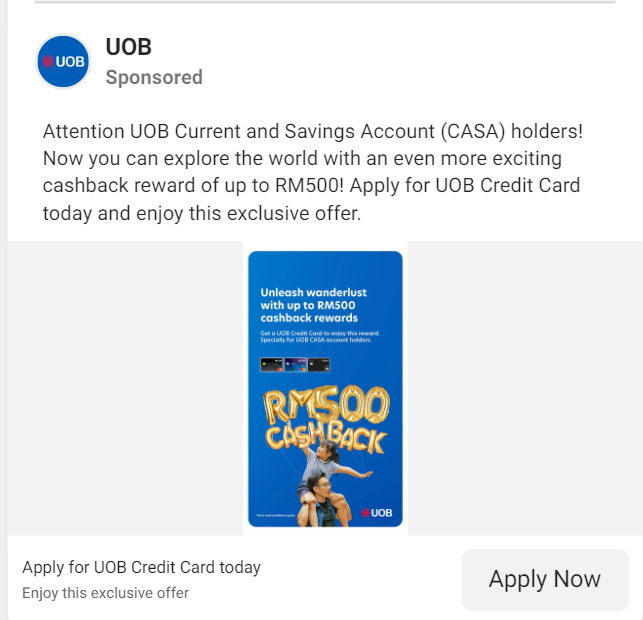 UOB
UOB
Sponsored
Attention UOB Current and Savings Account (CASA) holders!
Now you can explore the world with an even more exciting
cashback reward of up to RM500! Apply for UOB Credit Card
today and enjoy this exclusive offer.
Unleash wanderlust
with up to RM500
cashback rewards
Get a UOB Credit Card to enjoy this reward.
Specially for UOB CASA account holders.
RM500
CASHBACK
Terms and conditions apply.
UOB
Apply for UOB Credit Card today
Enjoy this exclusive offer
Apply Now